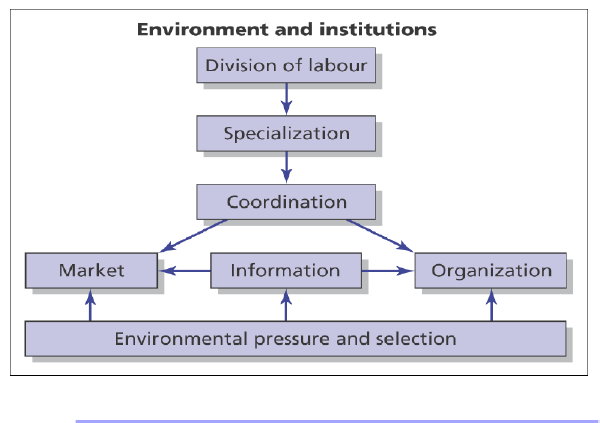 Environment and institutions
Division of labour
Specialization
Coordination
Market
Information
Organization
Environmental pressure and selection